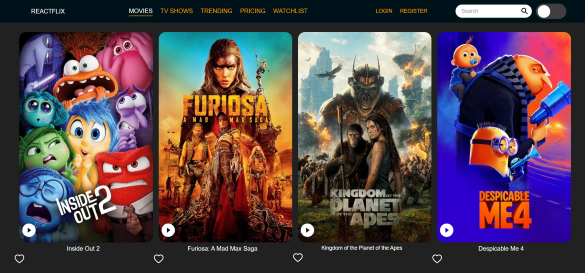 REACTFLIX
MOVIES TV SHOWS TRENDING PRICING WATCHLIST
LOGIN REGISTER
Search
INSIDE OUT 2
FURIOSA
A MAD MAX SAGA
KINGDOM OF THE
PLANET
OF THE
APES
DESPICABLE
ME4
Inside Out 2
Furiosa: A Mad Max Saga
Kingdom of the Planet of the Apes
Despicable Me 4